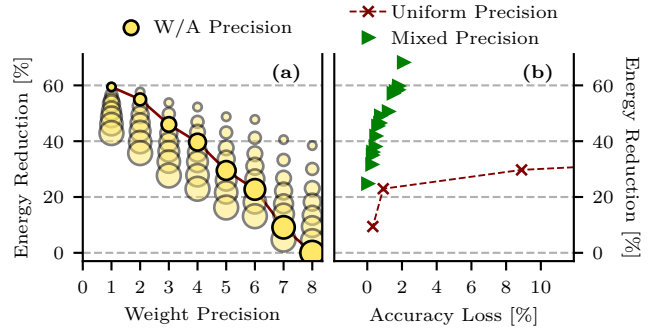 W/A Precision
Uniform Precision
Mixed Precision
(a)
(b)
Energy Reduction [%]
60
40
20
0
0 1 2 3 4 5 6 7 8
Weight Precision
0 2 4 6 8 10
Accuracy Loss [%]
60
40
20
0
Energy Reduction [%]